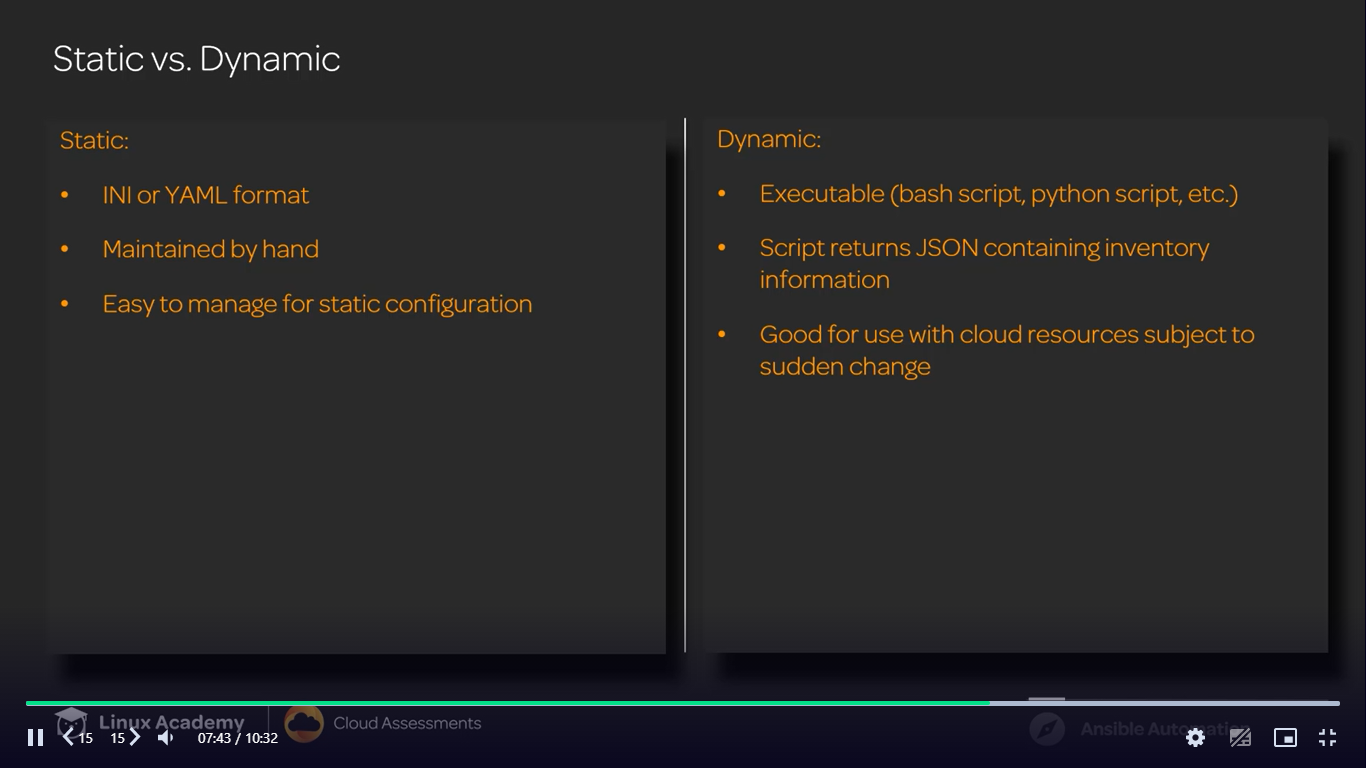 Static vs. Dynamic
Static:
• INI or YAML format
• Maintained by hand
• Easy to manage for static configuration
Dynamic:
• Executable (bash script, python script, etc.)
• Script returns JSON containing inventory
information
• Good for use with cloud resources subject to
sudden change
Linux Academy
Cloud Assessments
Ansible Automation
15
15
07:43 / 10:32